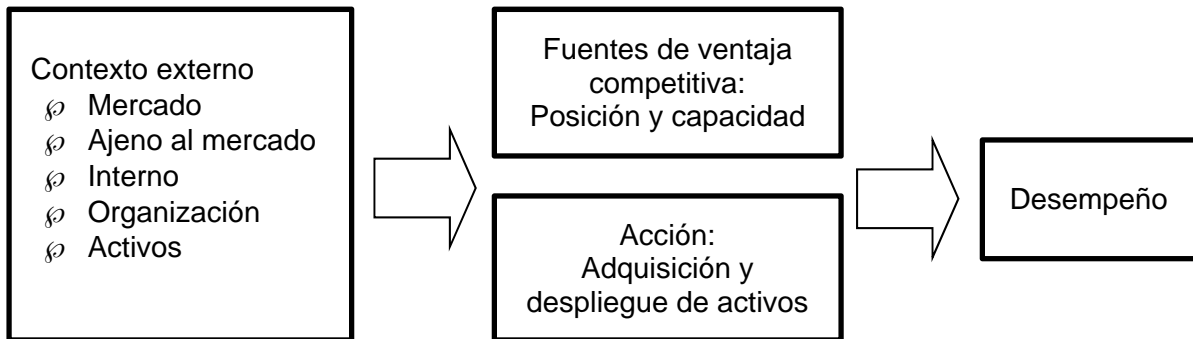 Contexto externo
℘ Mercado
℘ Ajeno al mercado
℘ Interno
℘ Organización
℘ Activos
Fuentes de ventaja
competitiva:
Posición y capacidad
Acción:
Adquisición y
despliegue de activos
Desempeño